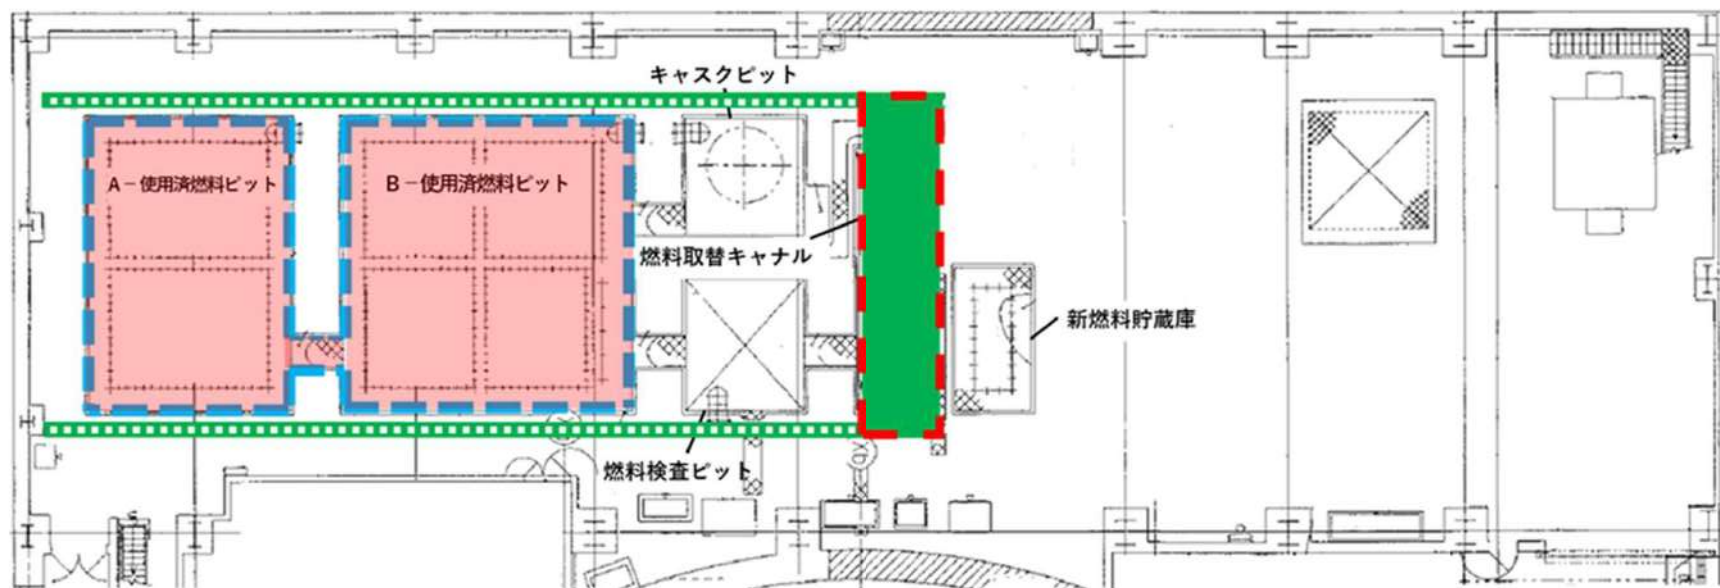 キャスクピット
A－使用済燃料ピット
B－使用済燃料ピット
燃料取替キャナル
新燃料貯蔵庫
燃料検査ピット